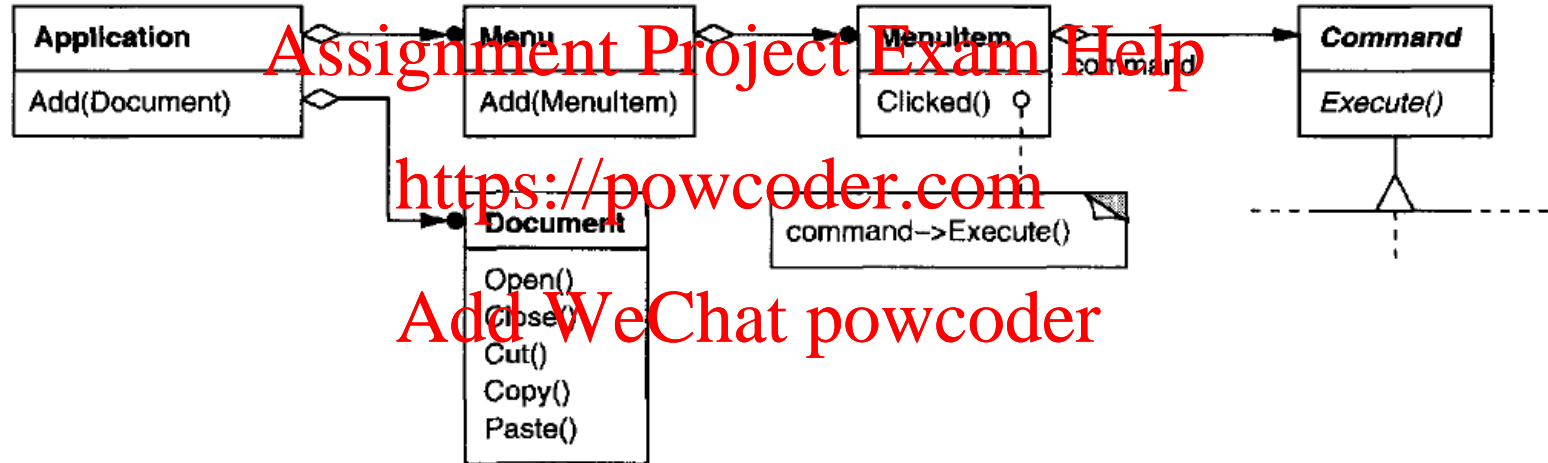 Application
Add(Document)
Menu
Add(MenuItem)
MenuItem
Clicked()
command
Command
Execute()
Assignment Project Exam Help
https://powcoder.com
command->Execute()
Document
Open()
Close()
Cut()
Copy()
Paste()
Add WeChat powcoder